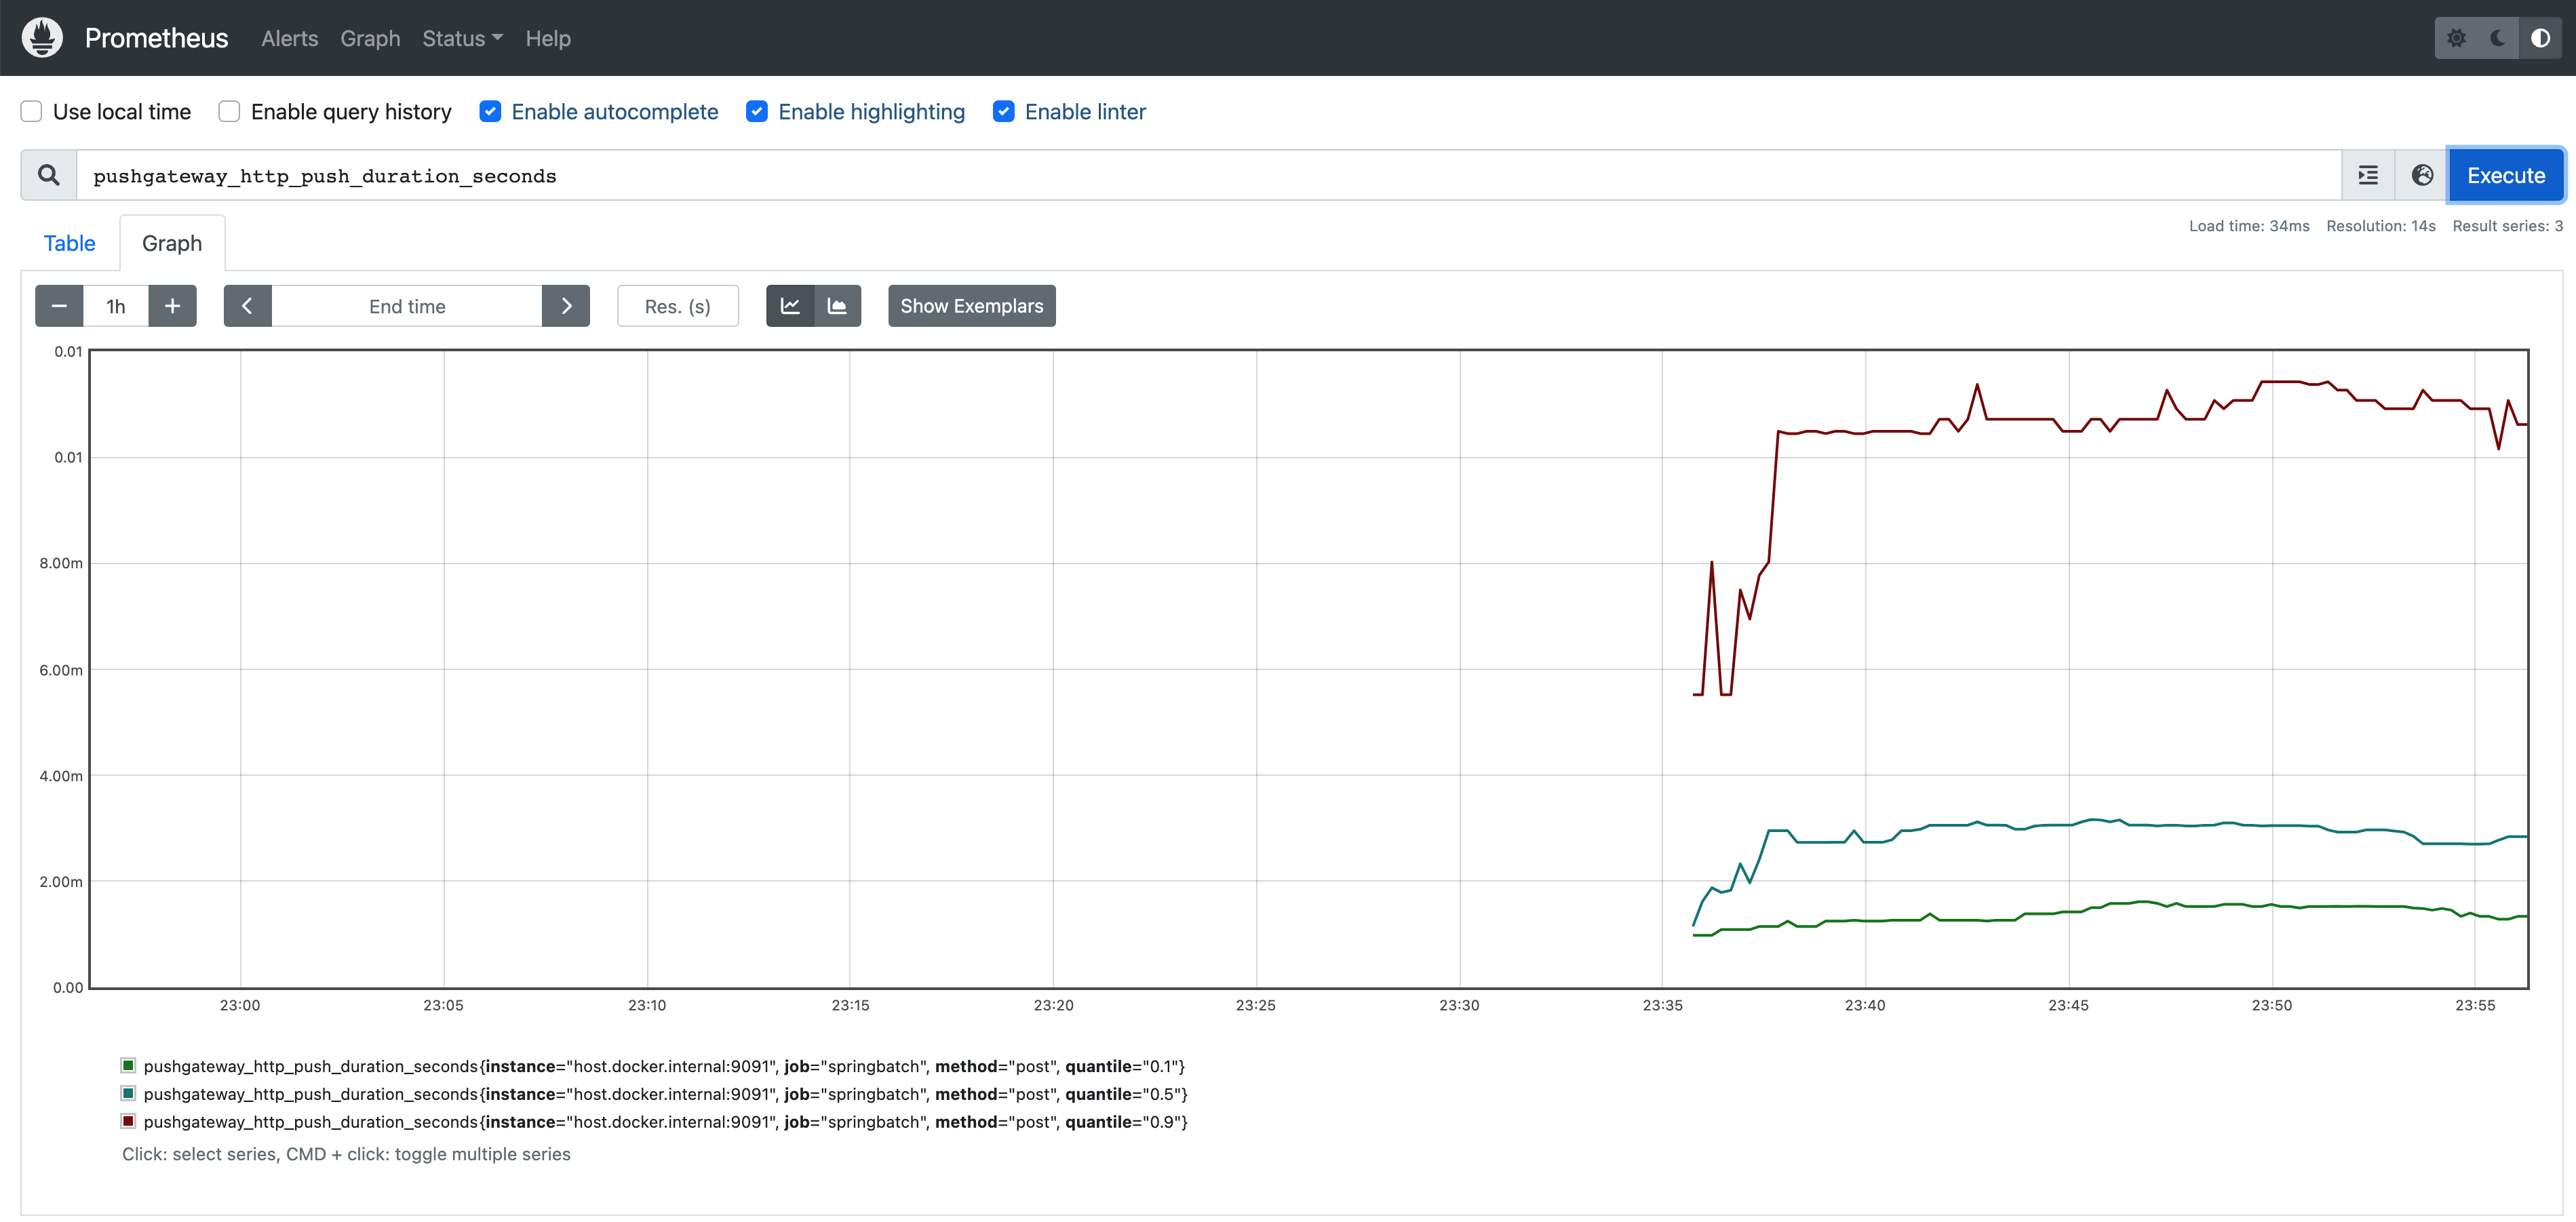 Prometheus Alerts Graph Status Help
Use local time Enable query history Enable autocomplete Enable highlighting Enable linter
pushgateway_http_push_duration_seconds Execute
Load time: 34ms Resolution: 14s Result series: 3
Table Graph
1h End time Res. (s) Show Exemplars
0.01
0.01
8.00m
6.00m
4.00m
2.00m
0.00
23:00 23:05 23:10 23:15 23:20 23:25 23:30 23:35 23:40 23:45 23:50 23:55
pushgateway_http_push_duration_seconds{instance="host.docker.internal:9091", job="springbatch", method="post", quantile="0.1"}
pushgateway_http_push_duration_seconds{instance="host.docker.internal:9091", job="springbatch", method="post", quantile="0.5"}
pushgateway_http_push_duration_seconds{instance="host.docker.internal:9091", job="springbatch", method="post", quantile="0.9"}
Click: select series, CMD + click: toggle multiple series